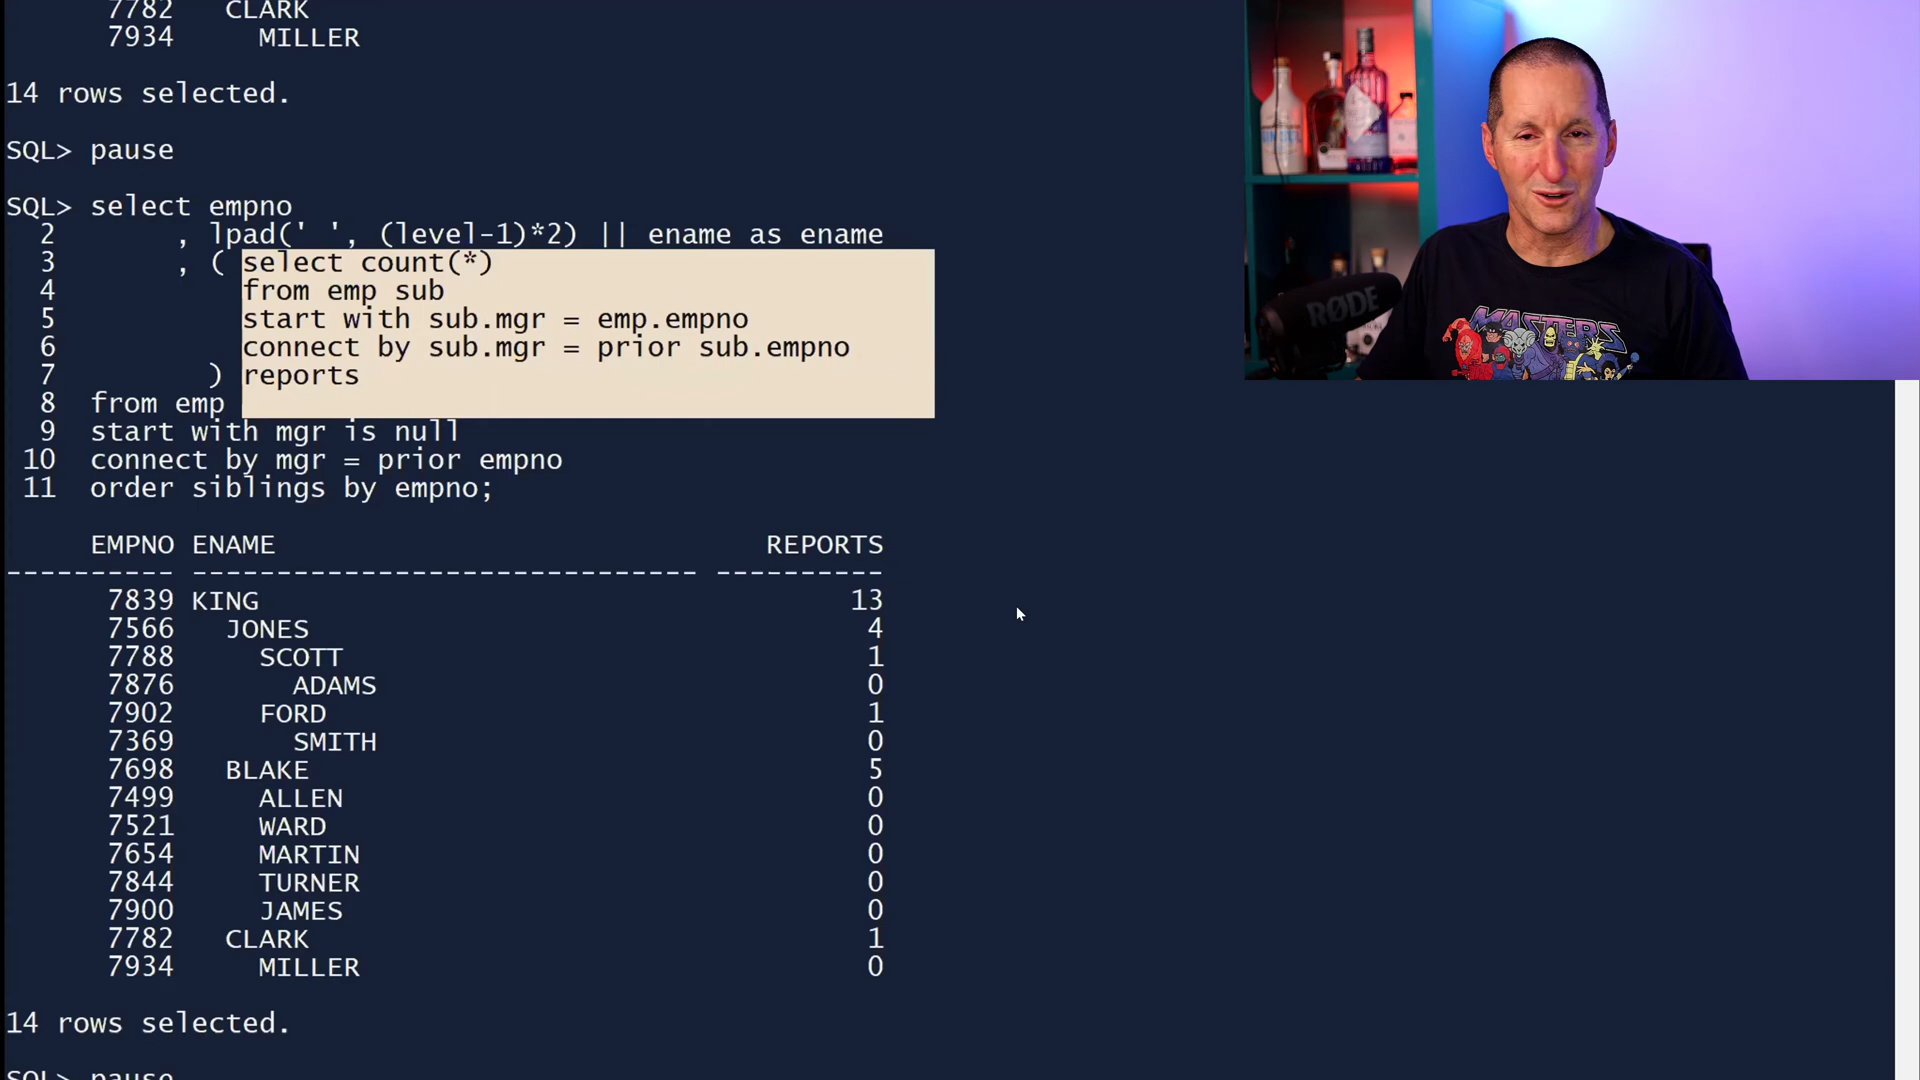 7782 CLARK
7934 MILLER
14 rows selected.
SQL> pause
SQL> select empno
2 , lpad(' ', (level-1)*2) || ename as ename
3 , ( select count(*)
4 from emp sub
5 start with sub.mgr = emp.empno
6 connect by sub.mgr = prior sub.empno
7 ) reports
8 from emp
9 start with mgr is null
10 connect by mgr = prior empno
11 order siblings by empno;
EMPNO ENAME REPORTS
---------- ------------------------------ ----------
7839 KING 13
7566 JONES 4
7788 SCOTT 1
7876 ADAMS 0
7902 FORD 1
7369 SMITH 0
7698 BLAKE 5
7499 ALLEN 0
7521 WARD 0
7654 MARTIN 0
7844 TURNER 0
7900 JAMES 0
7782 CLARK 1
7934 MILLER 0
14 rows selected.
SQL> pause
RØDE
MASTERS